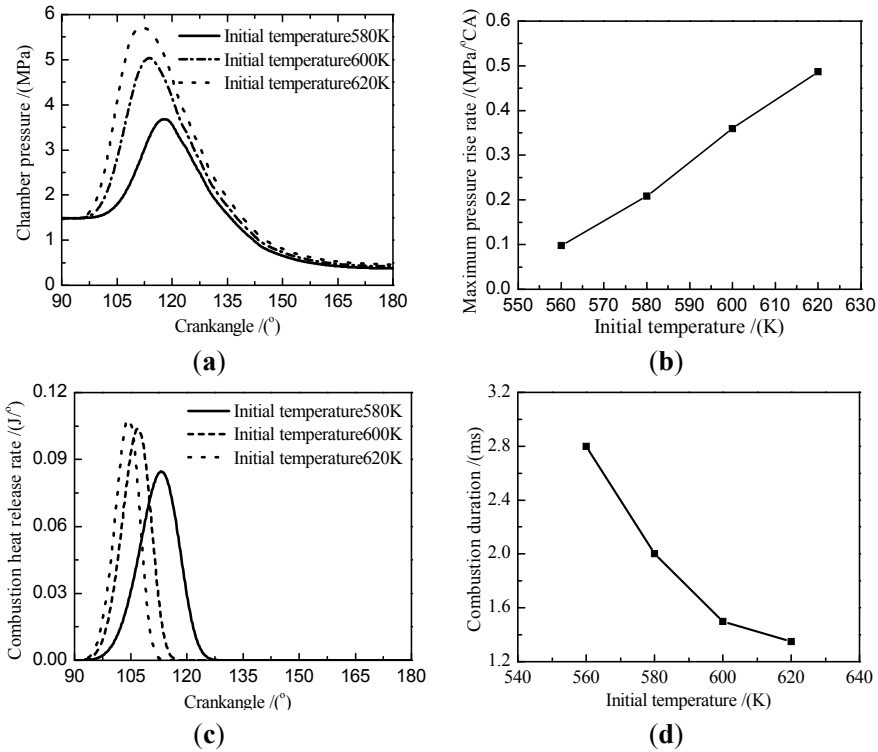 6
5
4
3
2
1
0
Chamber pressure /(MPa)
Initial temperature580K
Initial temperature600K
Initial temperature620K
90 105 120 135 150 165 180
Crankangle /(°)
(a)
0.6
0.5
0.4
0.3
0.2
0.1
0.0
Maximum pressure rise rate /(MPa/°CA)
550 560 570 580 590 600 610 620 630
Initial temperature /(K)
(b)
0.12
0.09
0.06
0.03
0.00
Combustion heat release rate /(J/°)
Initial temperature580K
Initial temperature600K
Initial temperature620K
90 105 120 135 150 165 180
Crankangle /(°)
(c)
3.2
2.8
2.4
2.0
1.6
1.2
Combustion duration /(ms)
540 560 580 600 620 640
Initial temperature /(K)
(d)